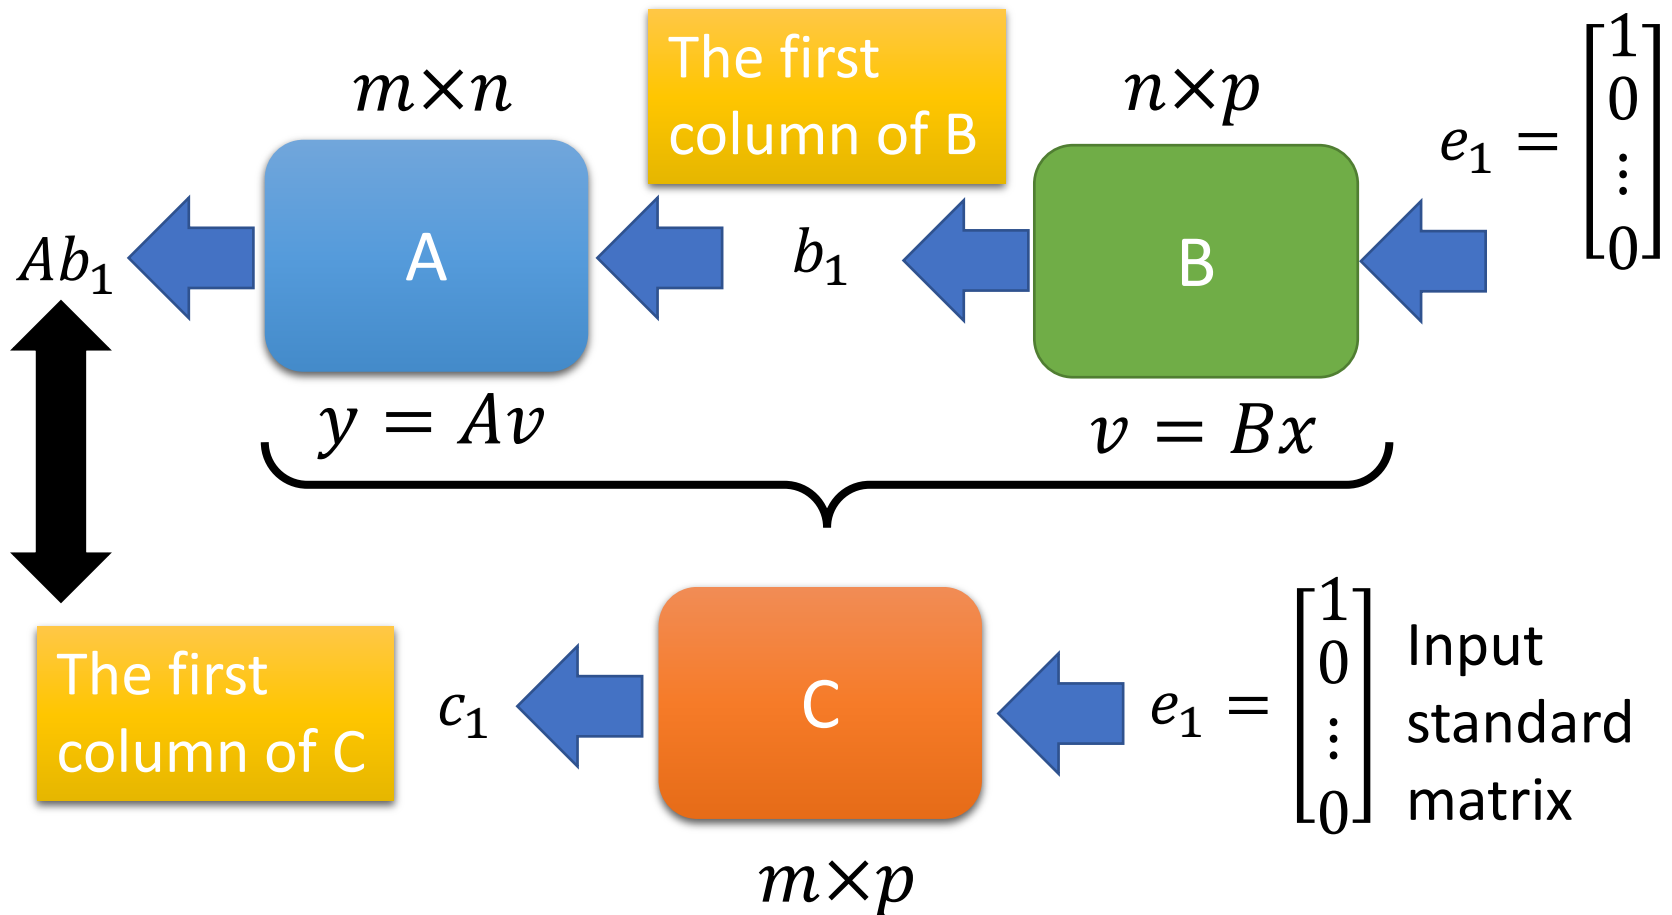 m×n
The first
column of B
n×p
e₁ = [1 0 ⋮ 0]
Ab₁
A
b₁
B
y = Av
v = Bx
The first
column of C
c₁
C
e₁ = [1 0 ⋮ 0]
Input
standard
matrix
m×p